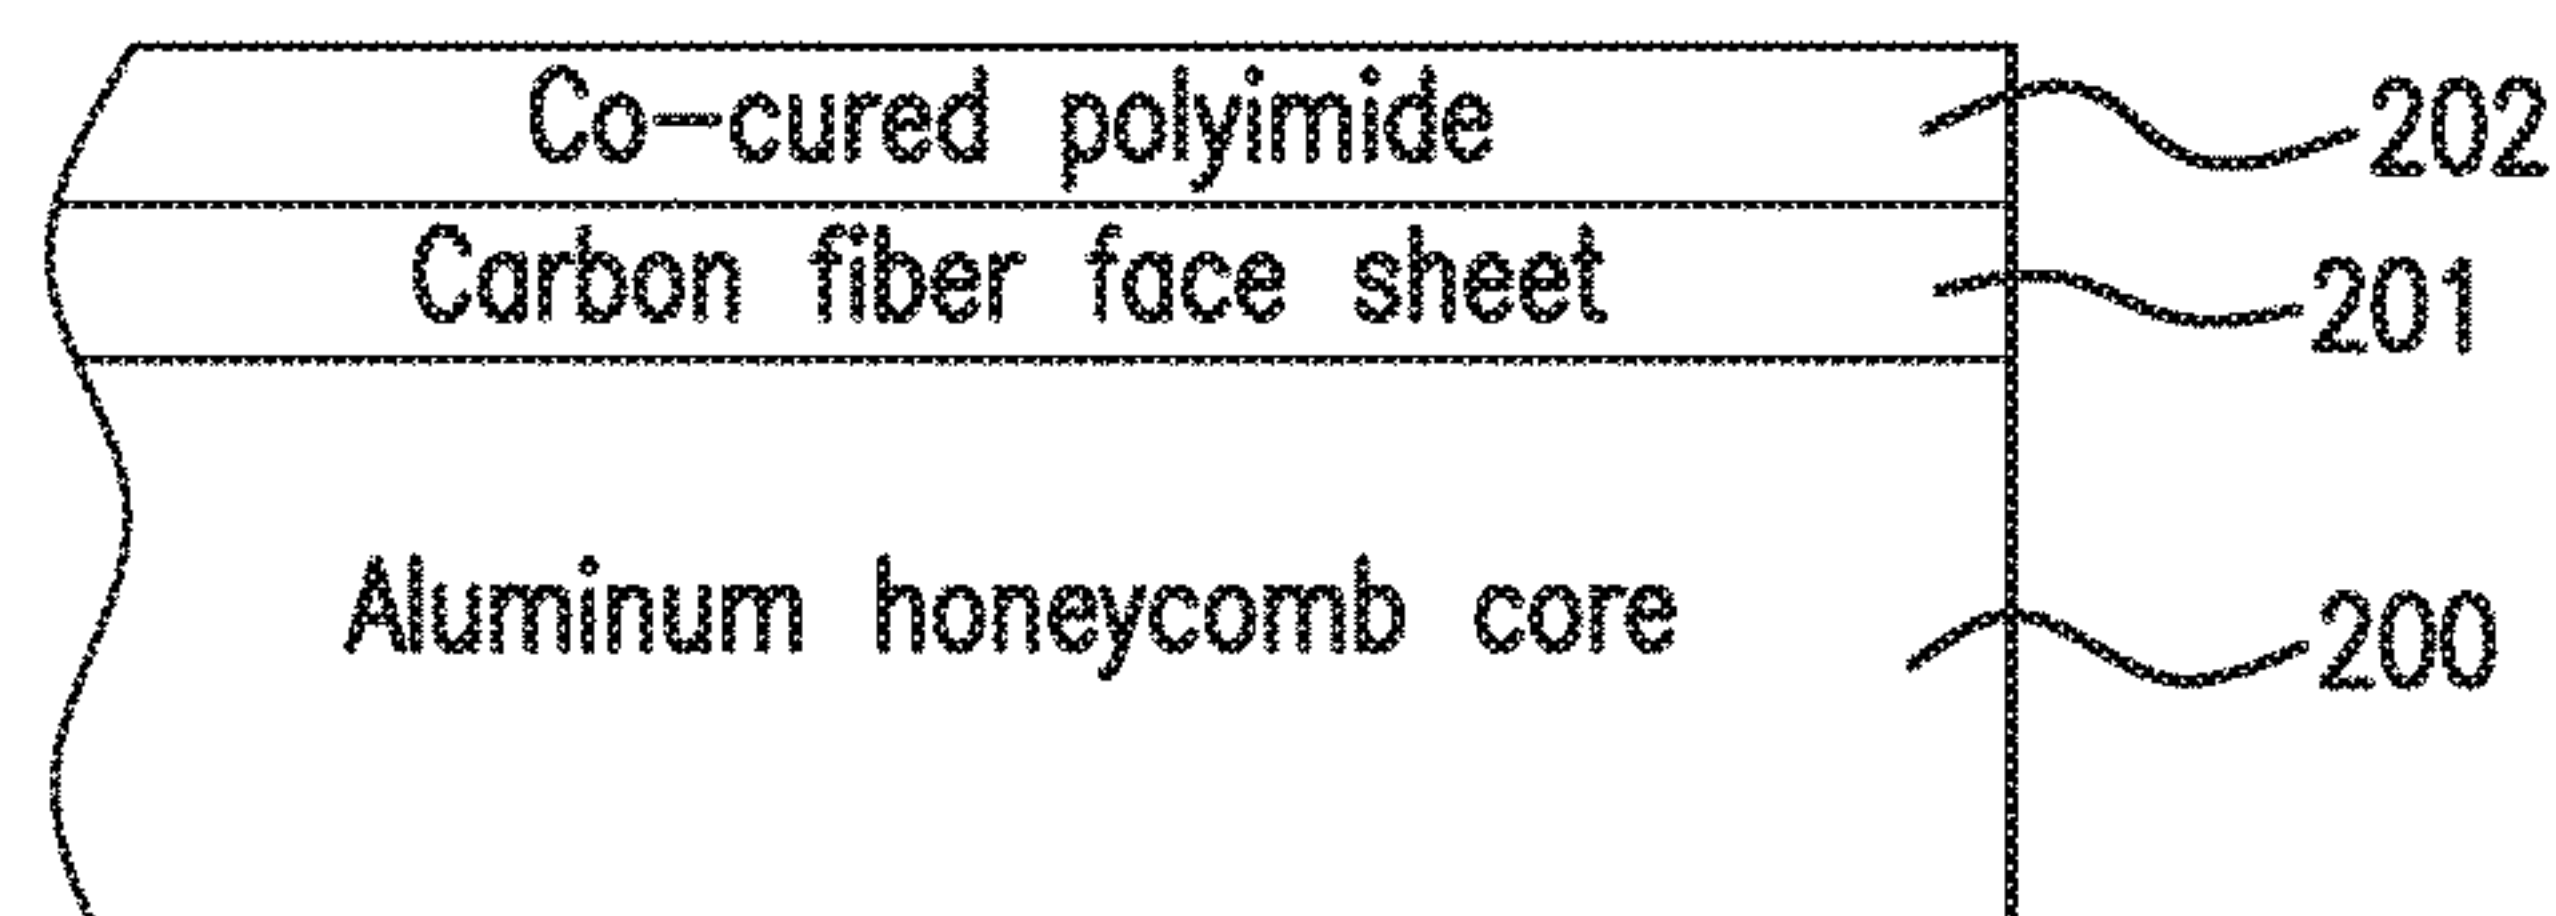 Co-cured polyimide 202
Carbon fiber face sheet 201
Aluminum honeycomb core 200